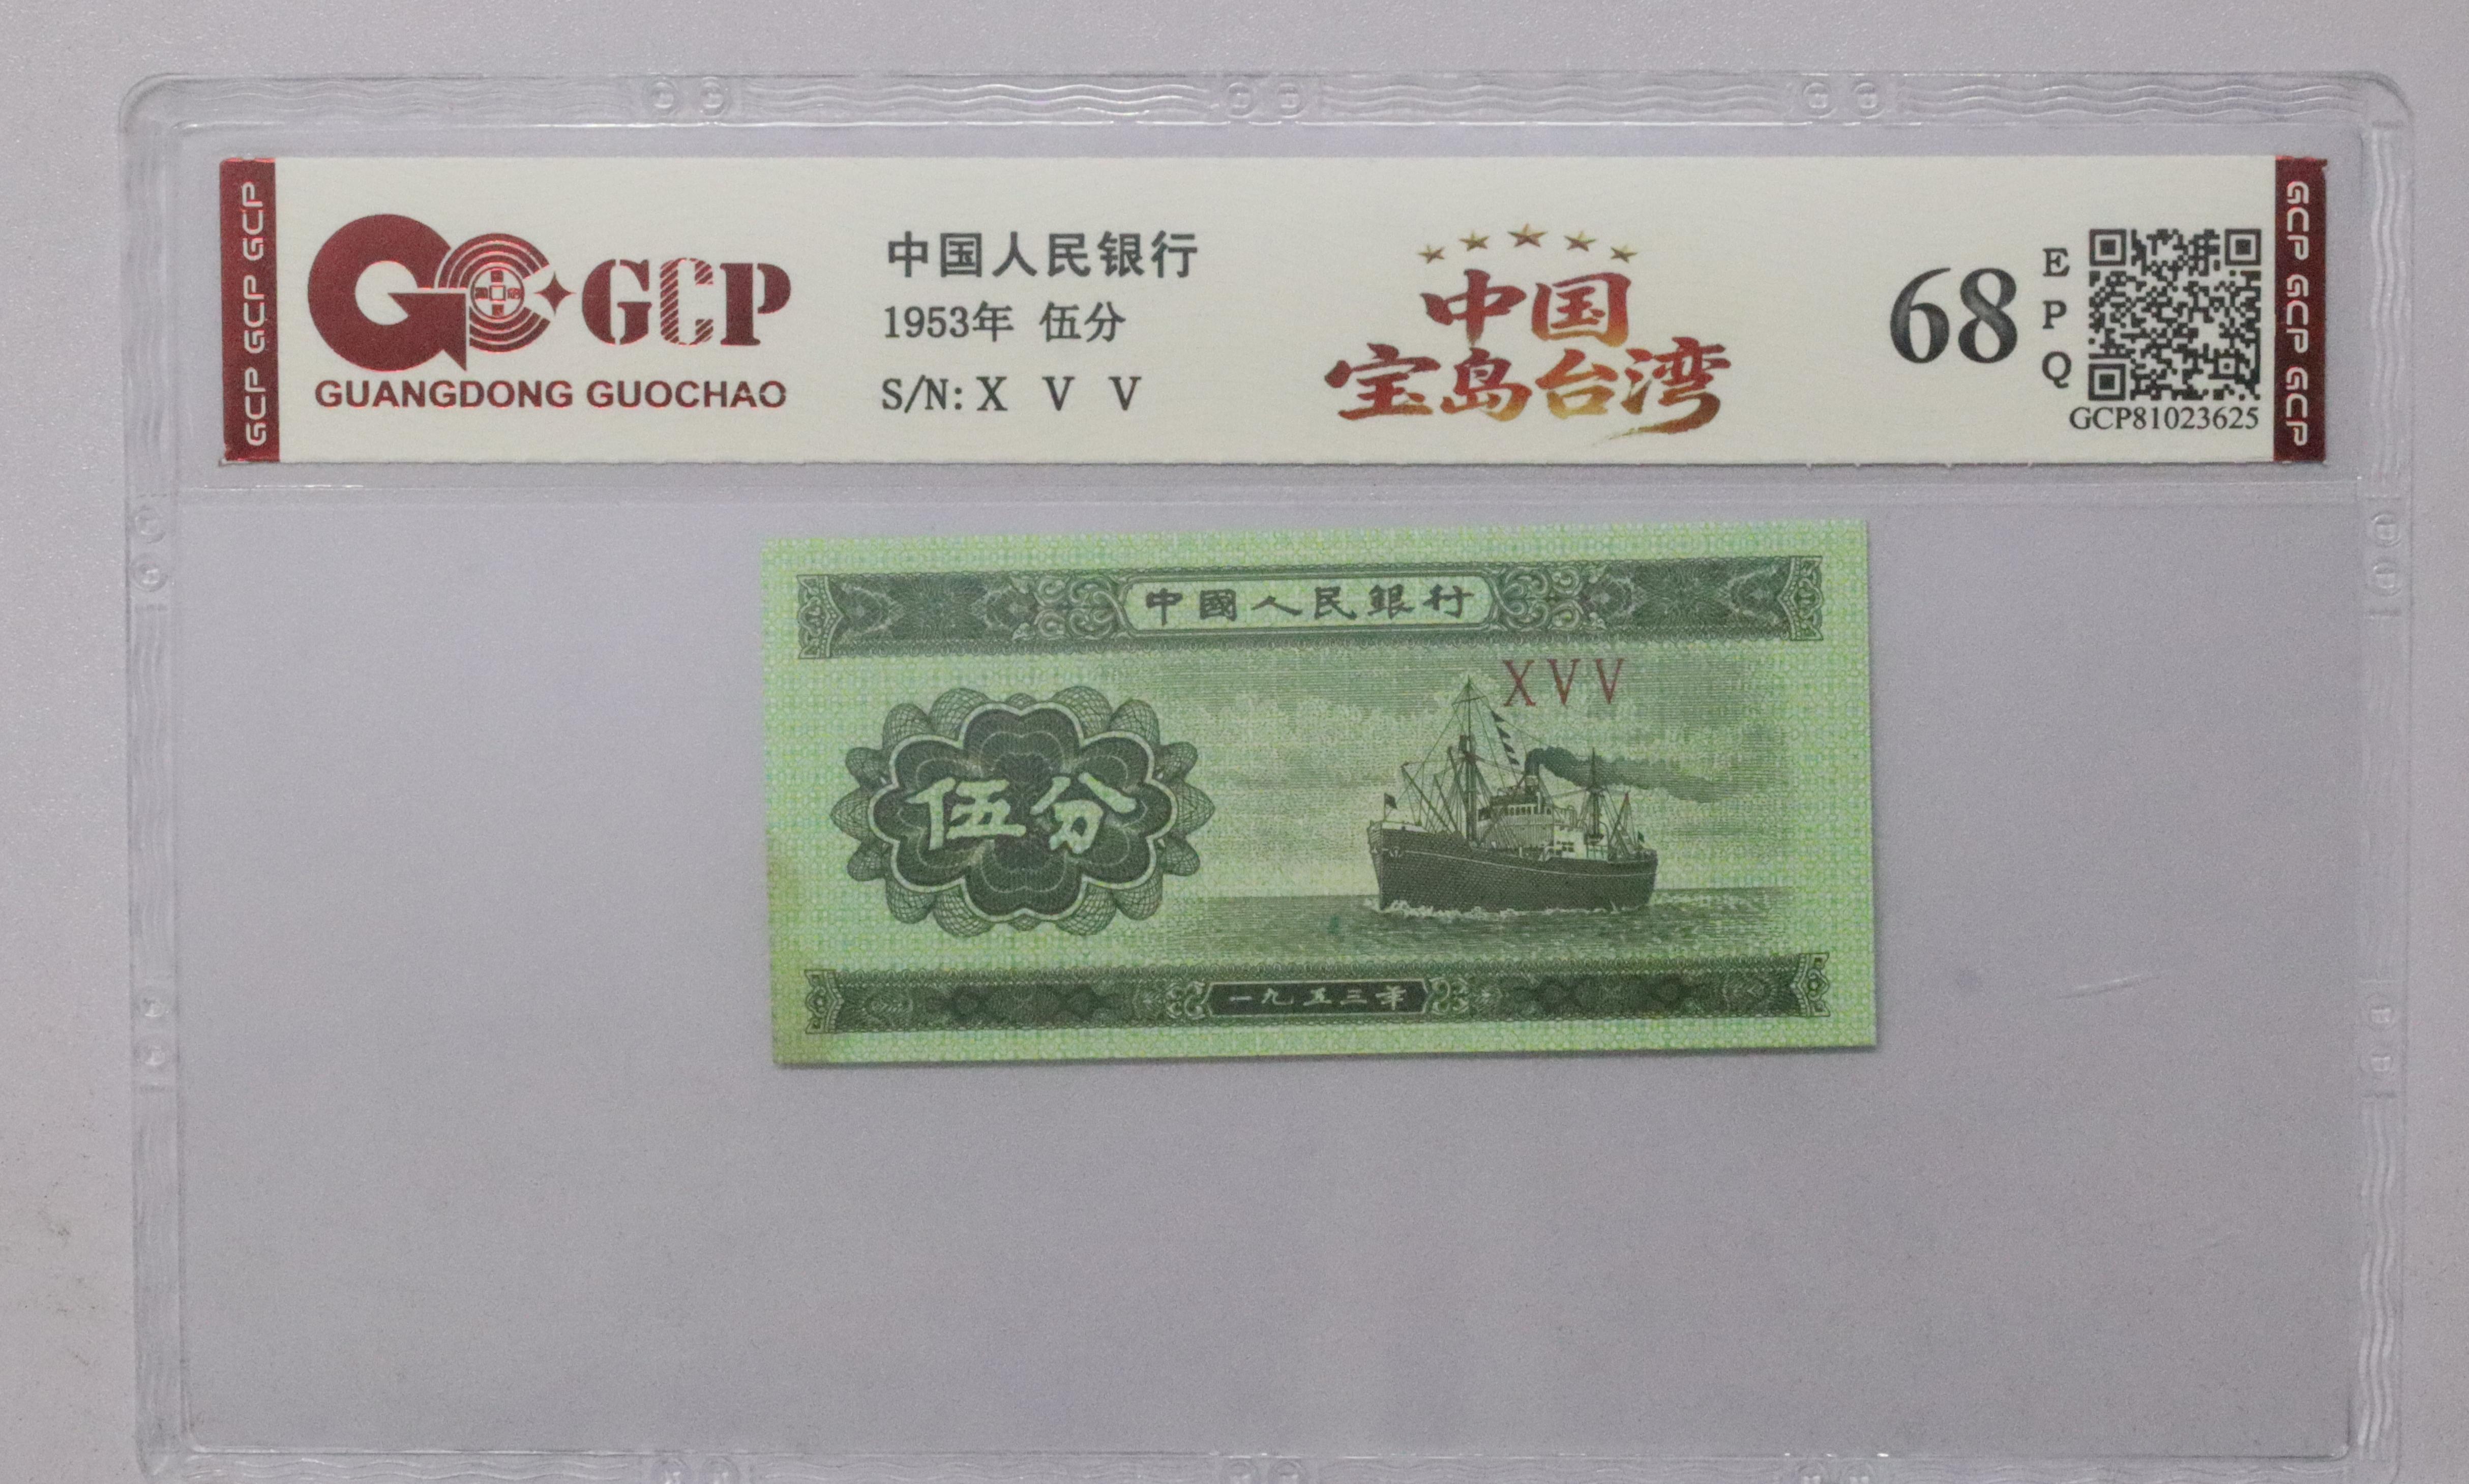 GCP GCP GCP
GCP
GUANGDONG GUOCHAO
中国人民银行
1953年 伍分
S/N: X V V
中国
宝岛台湾
68
E
P
Q
GCP81023625
GCP GCP GCP
中國人民銀行
XVV
伍分
一九五三年